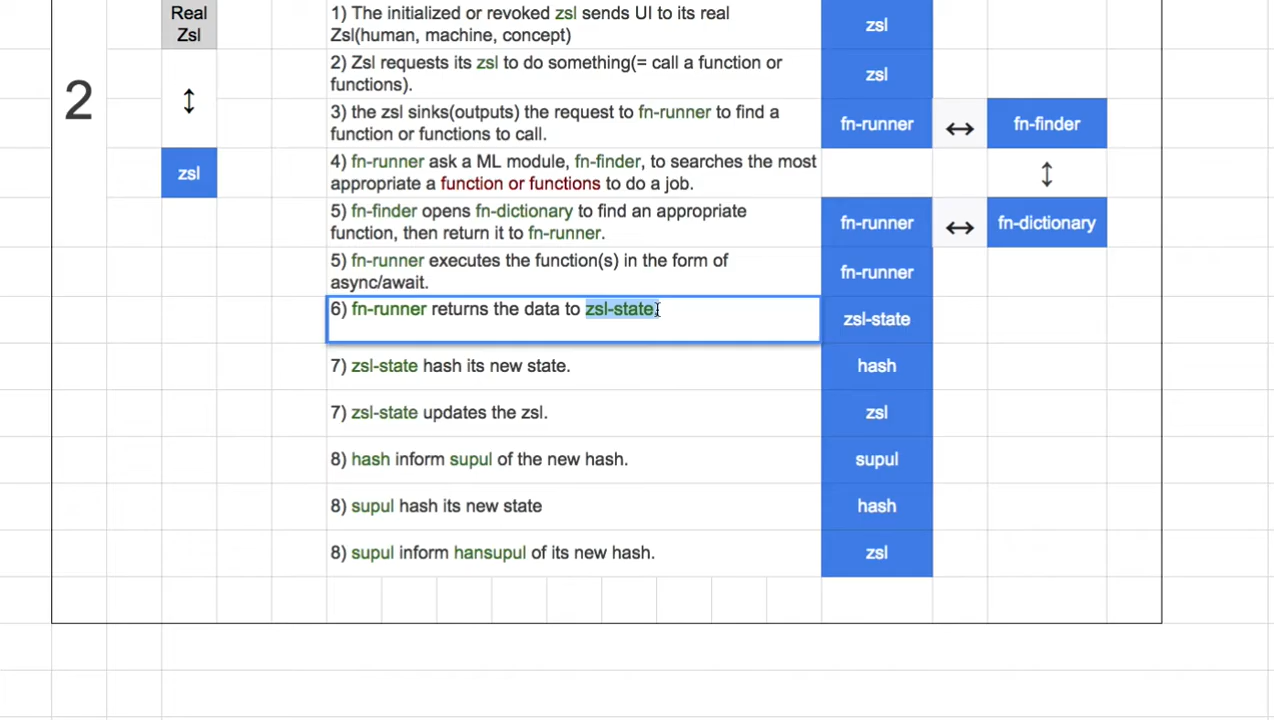 Real
Zsl
1) The initialized or revoked zsl sends UI to its real
Zsl(human, machine, concept)
zsl
2) Zsl requests its zsl to do something(= call a function or
functions).
zsl
2
↕
3) the zsl sinks(outputs) the request to fn-runner to find a
function or functions to call.
fn-runner ↔ fn-finder
zsl
4) fn-runner ask a ML module, fn-finder, to searches the most
appropriate a function or functions to do a job.
↕
5) fn-finder opens fn-dictionary to find an appropriate
function, then return it to fn-runner.
fn-runner ↔ fn-dictionary
5) fn-runner executes the function(s) in the form of
async/await.
fn-runner
6) fn-runner returns the data to zsl-state.
zsl-state
7) zsl-state hash its new state.
hash
7) zsl-state updates the zsl.
zsl
8) hash inform supul of the new hash.
supul
8) supul hash its new state
hash
8) supul inform hansupul of its new hash.
zsl